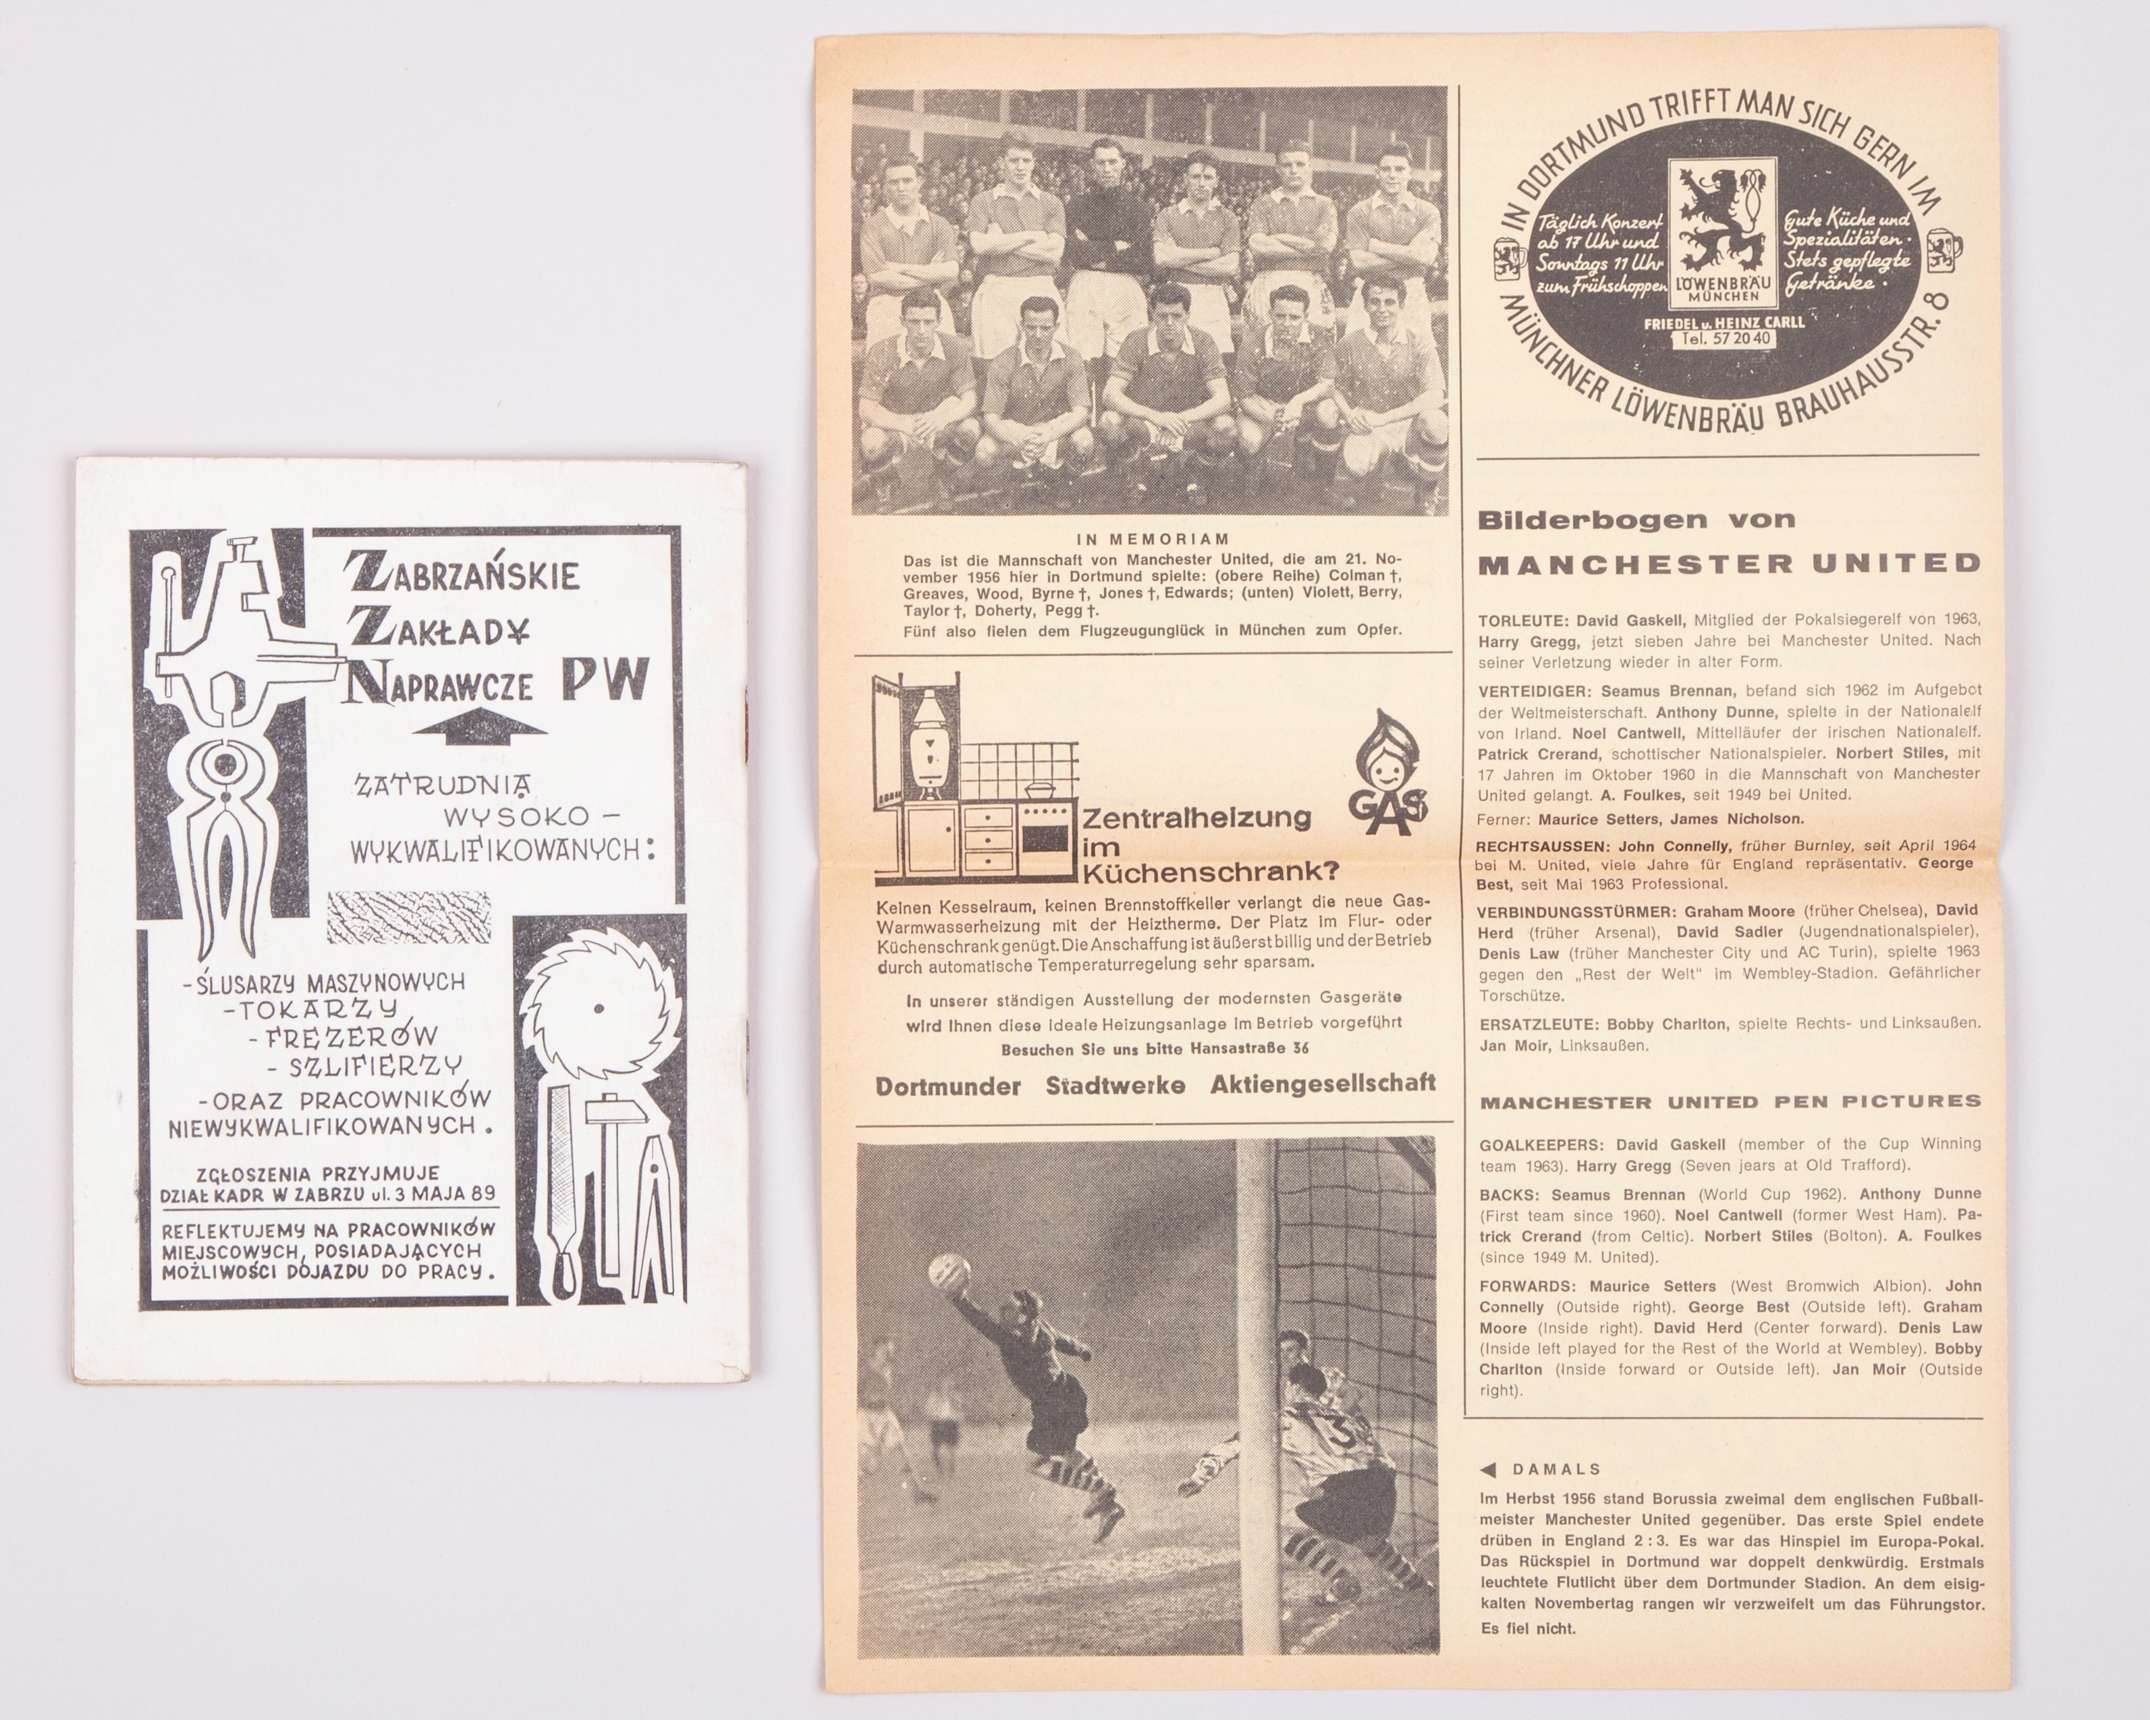 ZABRZAŃSKIE
ZAKŁADY
NAPRAWCZE PW
ZATRUDNIĄ
WYSOKO –
WYKWALIFIKOWANYCH:
-ŚLUSARZY MASZYNOWYCH
-TOKARZY
-FREZERÓW
- SZLIFIERZY
-ORAZ PRACOWNIKÓW
NIEWYKWALIFIKOWANYCH.
ZGŁOSZENIA PRZYJMUJE
DZIAŁ KADR W ZABRZU ul. 3 MAJA 89
REFLEKTUJEMY NA PRACOWNIKÓW
MIEJSCOWYCH, POSIADAJĄCYCH
MOŻLIWOŚCI DOJAZDU DO PRACY.
IN MEMORIAM
Das ist die Mannschaft von Manchester United, die am 21. No-
vember 1956 hier in Dortmund spielte: (obere Reihe) Colman †,
Greaves, Wood, Byrne †, Jones †, Edwards; (unten) Violett, Berry,
Taylor †, Doherty, Pegg †.
Fünf also fielen dem Flugzeugunglück in München zum Opfer.
GAS
Zentralheizung
im
Küchenschrank?
Keinen Kesselraum, keinen Brennstoffkeller verlangt die neue Gas-
Warmwasserheizung mit der Heiztherme. Der Platz im Flur- oder
Küchenschrank genügt. Die Anschaffung ist äußerst billig und der Betrieb
durch automatische Temperaturregelung sehr sparsam.
In unserer ständigen Ausstellung der modernsten Gasgeräte
wird Ihnen diese ideale Heizungsanlage im Betrieb vorgeführt
Besuchen Sie uns bitte Hansastraße 36
Dortmunder Stadtwerke Aktiengesellschaft
3
IN DORTMUND TRIFFT MAN SICH GERN IM
Täglich Konzert
ab 17 Uhr und
Sonntags 11 Uhr
zum Frühschoppen
LÖWENBRÄU
MÜNCHEN
Gute Küche und
Spezialitäten ·
Stets gepflegte
Getränke ·
FRIEDEL u. HEINZ CARLL
Tel. 57 20 40
MÜNCHNER LÖWENBRÄU BRAUHAUSSTR. 8
Bilderbogen von
MANCHESTER UNITED
TORLEUTE: David Gaskell, Mitglied der Pokalsiegerelf von 1963,
Harry Gregg, jetzt sieben Jahre bei Manchester United. Nach
seiner Verletzung wieder in alter Form.
VERTEIDIGER: Seamus Brennan, befand sich 1962 im Aufgebot
der Weltmeisterschaft. Anthony Dunne, spielte in der Nationalelf
von Irland. Noel Cantwell, Mittelläufer der irischen Nationalelf.
Patrick Crerand, schottischer Nationalspieler. Norbert Stiles, mit
17 Jahren im Oktober 1960 in die Mannschaft von Manchester
United gelangt. A. Foulkes, seit 1949 bei United.
Ferner: Maurice Setters, James Nicholson.
RECHTSAUSSEN: John Connelly, früher Burnley, seit April 1964
bei M. United, viele Jahre für England repräsentativ. George
Best, seit Mai 1963 Professional.
VERBINDUNGSSTÜRMER: Graham Moore (früher Chelsea), David
Herd (früher Arsenal), David Sadler (Jugendnationalspieler),
Denis Law (früher Manchester City und AC Turin), spielte 1963
gegen den „Rest der Welt“ im Wembley-Stadion. Gefährlicher
Torschütze.
ERSATZLEUTE: Bobby Charlton, spielte Rechts- und Linksaußen.
Jan Moir, Linksaußen.
MANCHESTER UNITED PEN PICTURES
GOALKEEPERS: David Gaskell (member of the Cup Winning
team 1963). Harry Gregg (Seven jears at Old Trafford).
BACKS: Seamus Brennan (World Cup 1962). Anthony Dunne
(First team since 1960). Noel Cantwell (former West Ham). Pa-
trick Crerand (from Celtic). Norbert Stiles (Bolton). A. Foulkes
(since 1949 M. United).
FORWARDS: Maurice Setters (West Bromwich Albion). John
Connelly (Outside right). George Best (Outside left). Graham
Moore (Inside right). David Herd (Center forward). Denis Law
(Inside left played for the Rest of the World at Wembley). Bobby
Charlton (Inside forward or Outside left). Jan Moir (Outside
right).
◀ DAMALS
Im Herbst 1956 stand Borussia zweimal dem englischen Fußball-
meister Manchester United gegenüber. Das erste Spiel endete
drüben in England 2 : 3. Es war das Hinspiel im Europa-Pokal.
Das Rückspiel in Dortmund war doppelt denkwürdig. Erstmals
leuchtete Flutlicht über dem Dortmunder Stadion. An dem eisig-
kalten Novembertag rangen wir verzweifelt um das Führungstor.
Es fiel nicht.